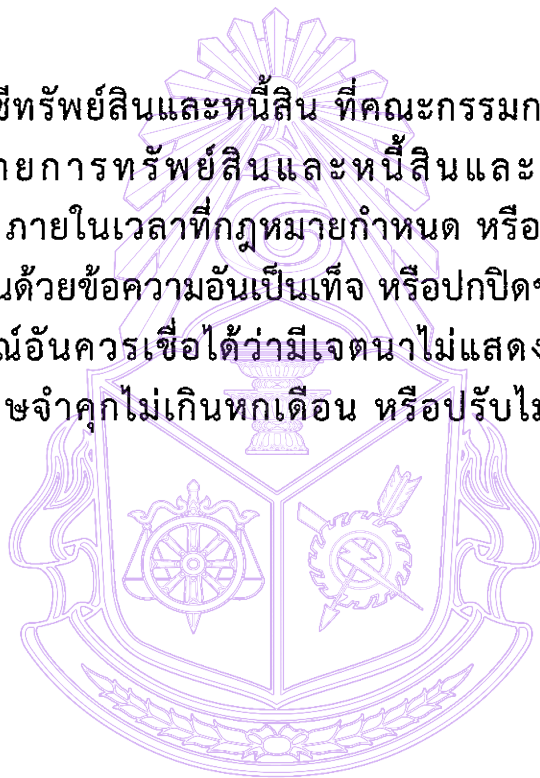 ชีทรัพย์สินและหนี้สิน ที่คณะกรรมก
ายการทรัพย์สินและหนี้สินและ
ภายในเวลาที่กฎหมายกำหนด หรือ
นด้วยข้อความอันเป็นเท็จ หรือปกปิดข
ณ์อันควรเชื่อได้ว่ามีเจตนาไม่แสดง
ษจำคุกไม่เกินหกเดือน หรือปรับไม